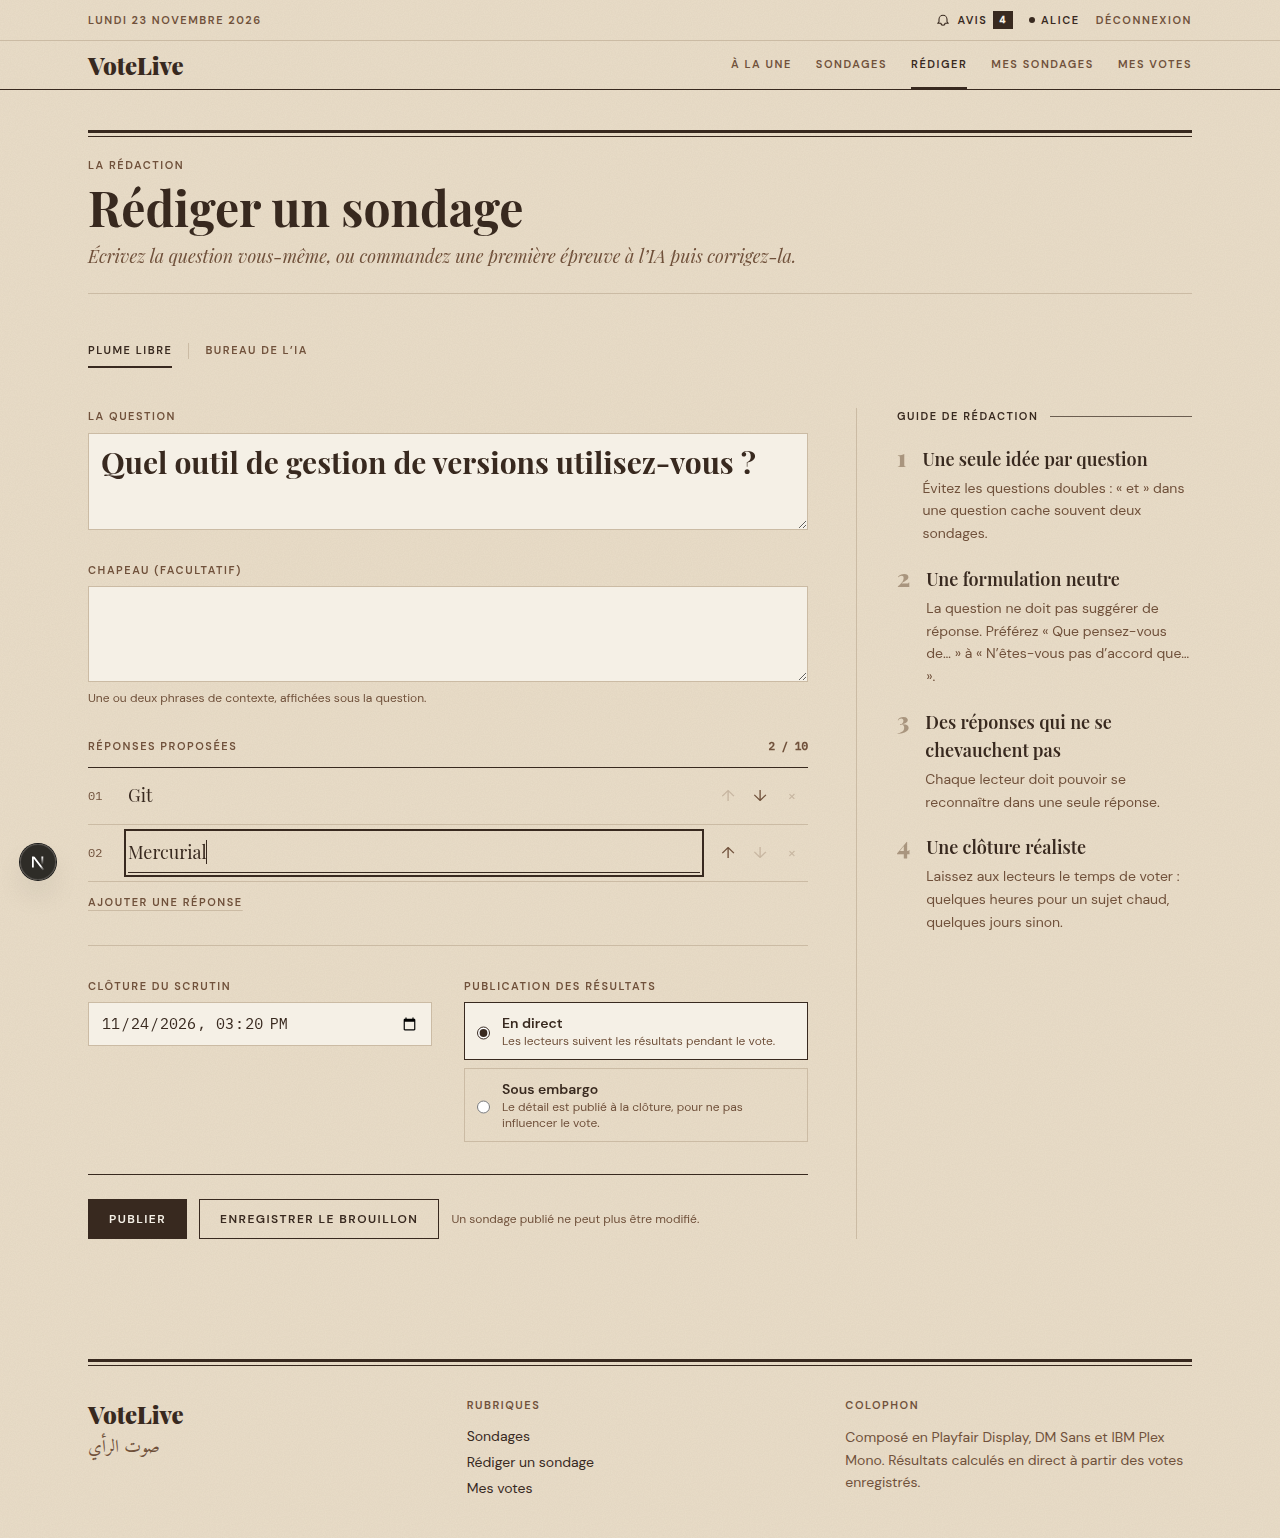 LUNDI 23 NOVEMBRE 2026
AVIS 4
ALICE
DÉCONNEXION
VoteLive
À LA UNE
SONDAGES
RÉDIGER
MES SONDAGES
MES VOTES
LA RÉDACTION
Rédiger un sondage
Écrivez la question vous-même, ou commandez une première épreuve à l’IA puis corrigez-la.
PLUME LIBRE
BUREAU DE L’IA
LA QUESTION
Quel outil de gestion de versions utilisez-vous ?
CHAPEAU (FACULTATIF)
Une ou deux phrases de contexte, affichées sous la question.
RÉPONSES PROPOSÉES
2 / 10
01 Git
02 Mercurial
AJOUTER UNE RÉPONSE
CLÔTURE DU SCRUTIN
11/24/2026, 03:20 PM
PUBLICATION DES RÉSULTATS
En direct
Les lecteurs suivent les résultats pendant le vote.
Sous embargo
Le détail est publié à la clôture, pour ne pas
influencer le vote.
PUBLIER
ENREGISTRER LE BROUILLON
Un sondage publié ne peut plus être modifié.
GUIDE DE RÉDACTION
1 Une seule idée par question
Évitez les questions doubles : « et » dans
une question cache souvent deux
sondages.
2 Une formulation neutre
La question ne doit pas suggérer de
réponse. Préférez « Que pensez-vous
de… » à « N’êtes-vous pas d’accord que…
».
3 Des réponses qui ne se
chevauchent pas
Chaque lecteur doit pouvoir se
reconnaître dans une seule réponse.
4 Une clôture réaliste
Laissez aux lecteurs le temps de voter :
quelques heures pour un sujet chaud,
quelques jours sinon.
N
VoteLive
صوت الرأي
RUBRIQUES
Sondages
Rédiger un sondage
Mes votes
COLOPHON
Composé en Playfair Display, DM Sans et IBM Plex
Mono. Résultats calculés en direct à partir des votes
enregistrés.